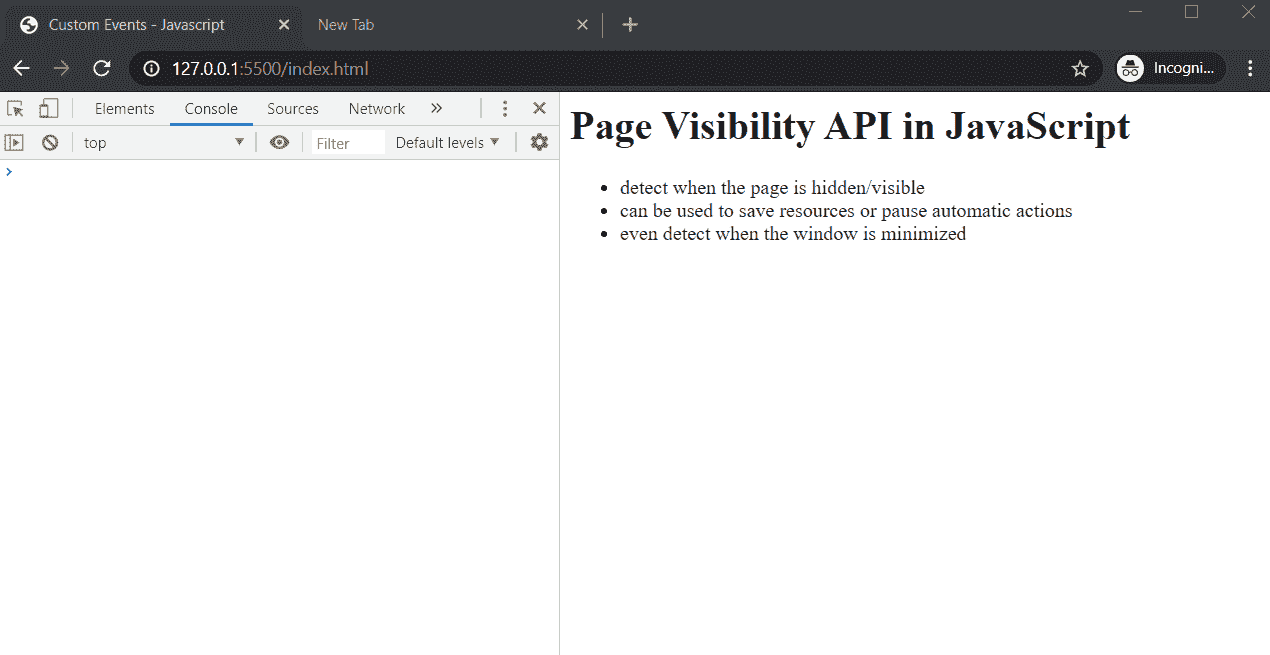 Custom Events - Javascript
New Tab
127.0.0.1:5500/index.html
Incogni...
Elements Console Sources Network
top Filter Default levels
Page Visibility API in JavaScript
detect when the page is hidden/visible
can be used to save resources or pause automatic actions
even detect when the window is minimized